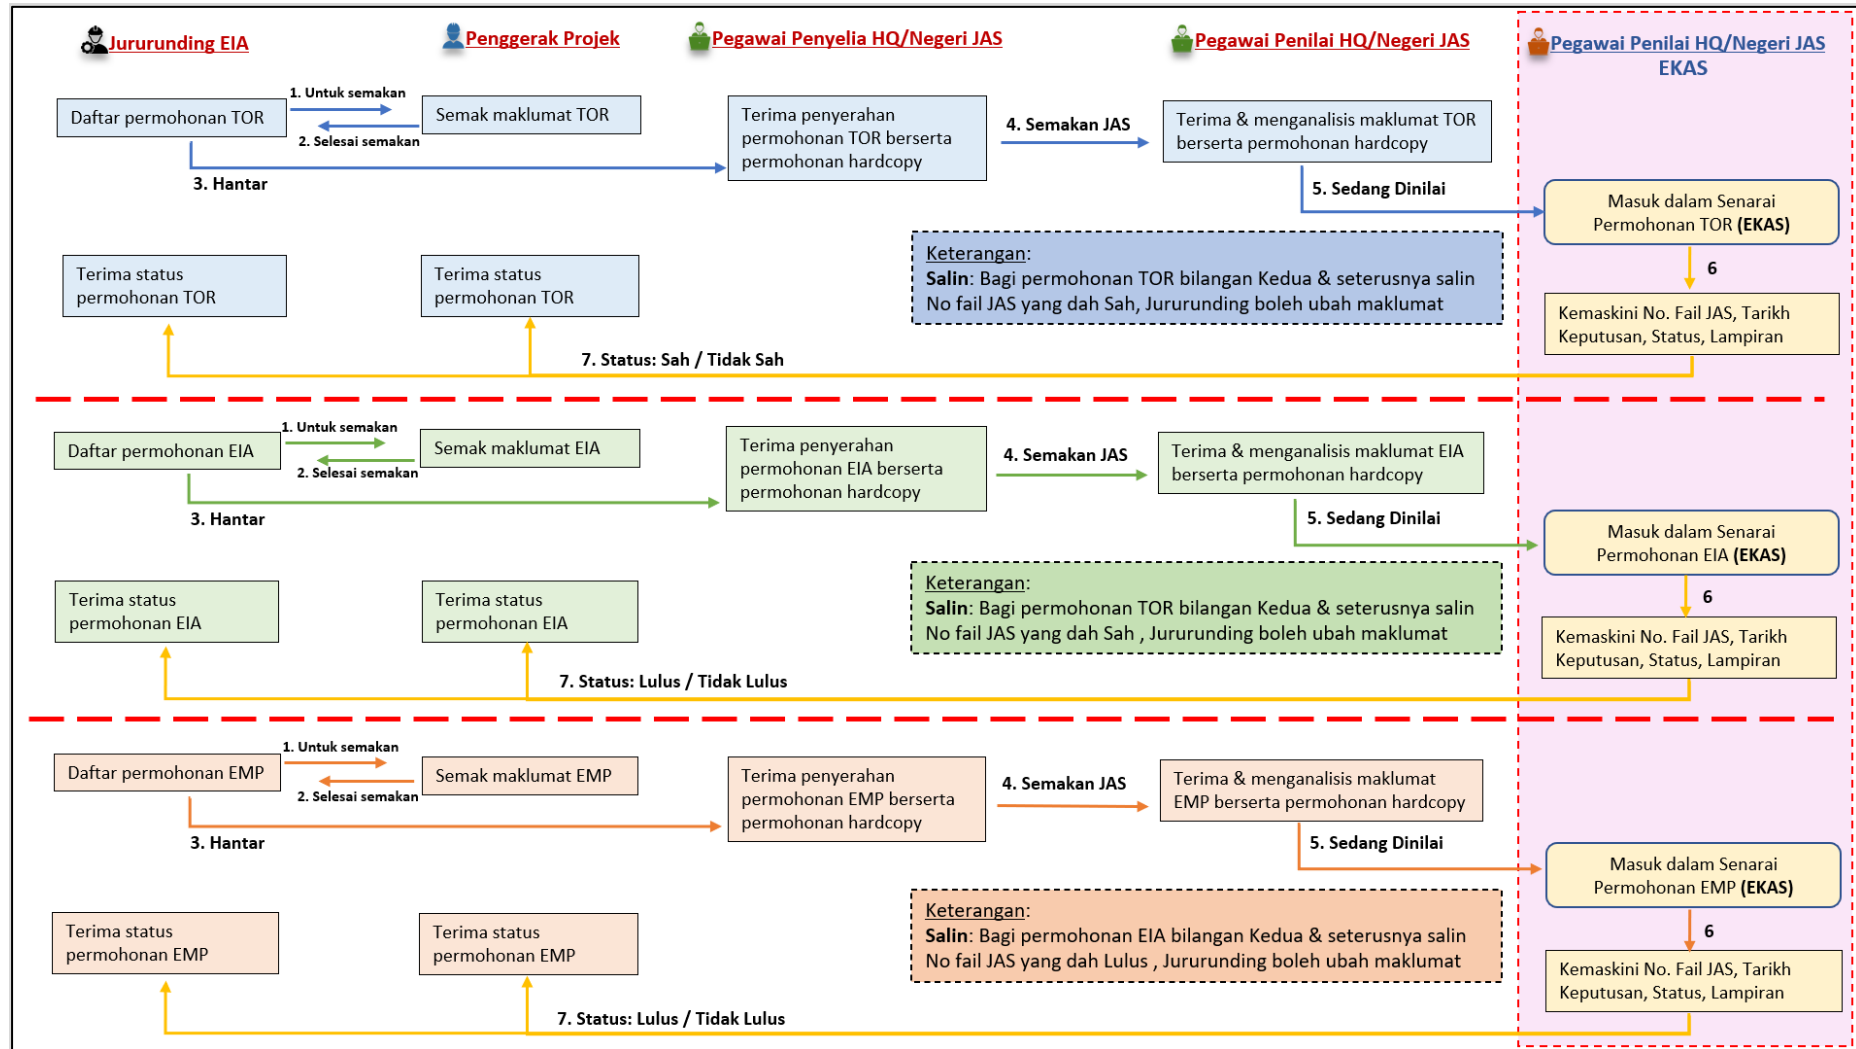 Jururunding EIA
Penggerak Projek
Pegawai Penyelia HQ/Negeri JAS
Pegawai Penilai HQ/Negeri JAS
Pegawai Penilai HQ/Negeri JAS
EKAS
Daftar permohonan TOR
1. Untuk semakan
2. Selesai semakan
Semak maklumat TOR
3. Hantar
Terima penyerahan
permohonan TOR berserta
permohonan hardcopy
4. Semakan JAS
Terima & menganalisis maklumat TOR
berserta permohonan hardcopy
5. Sedang Dinilai
Masuk dalam Senarai
Permohonan TOR (EKAS)
6
Kemaskini No. Fail JAS, Tarikh
Keputusan, Status, Lampiran
Keterangan:
Salin: Bagi permohonan TOR bilangan Kedua & seterusnya salin
No fail JAS yang dah Sah, Jururunding boleh ubah maklumat
Terima status
permohonan TOR
Terima status
permohonan TOR
7. Status: Sah / Tidak Sah
Daftar permohonan EIA
1. Untuk semakan
2. Selesai semakan
Semak maklumat EIA
3. Hantar
Terima penyerahan
permohonan EIA berserta
permohonan hardcopy
4. Semakan JAS
Terima & menganalisis maklumat EIA
berserta permohonan hardcopy
5. Sedang Dinilai
Masuk dalam Senarai
Permohonan EIA (EKAS)
6
Kemaskini No. Fail JAS, Tarikh
Keputusan, Status, Lampiran
Keterangan:
Salin: Bagi permohonan TOR bilangan Kedua & seterusnya salin
No fail JAS yang dah Sah , Jururunding boleh ubah maklumat
Terima status
permohonan EIA
Terima status
permohonan EIA
7. Status: Lulus / Tidak Lulus
Daftar permohonan EMP
1. Untuk semakan
2. Selesai semakan
Semak maklumat EMP
3. Hantar
Terima penyerahan
permohonan EMP berserta
permohonan hardcopy
4. Semakan JAS
Terima & menganalisis maklumat
EMP berserta permohonan hardcopy
5. Sedang Dinilai
Masuk dalam Senarai
Permohonan EMP (EKAS)
6
Kemaskini No. Fail JAS, Tarikh
Keputusan, Status, Lampiran
Keterangan:
Salin: Bagi permohonan EIA bilangan Kedua & seterusnya salin
No fail JAS yang dah Lulus , Jururunding boleh ubah maklumat
Terima status
permohonan EMP
Terima status
permohonan EMP
7. Status: Lulus / Tidak Lulus